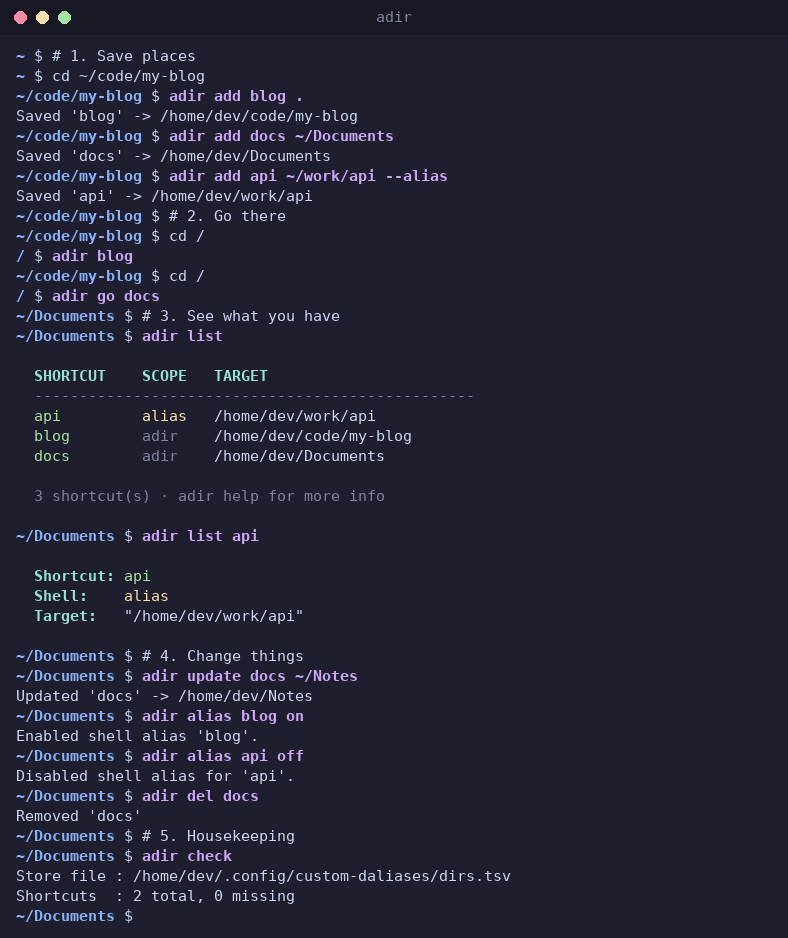 adir
~ $ # 1. Save places
~ $ cd ~/code/my-blog
~/code/my-blog $ adir add blog .
Saved 'blog' -> /home/dev/code/my-blog
~/code/my-blog $ adir add docs ~/Documents
Saved 'docs' -> /home/dev/Documents
~/code/my-blog $ adir add api ~/work/api --alias
Saved 'api' -> /home/dev/work/api
~/code/my-blog $ # 2. Go there
~/code/my-blog $ cd /
/ $ adir blog
~/code/my-blog $ cd /
/ $ adir go docs
~/Documents $ # 3. See what you have
~/Documents $ adir list
SHORTCUT    SCOPE   TARGET
-------------------------------------------------
api         alias   /home/dev/work/api
blog        adir    /home/dev/code/my-blog
docs        adir    /home/dev/Documents
3 shortcut(s) · adir help for more info
~/Documents $ adir list api
Shortcut: api
Shell:    alias
Target:   "/home/dev/work/api"
~/Documents $ # 4. Change things
~/Documents $ adir update docs ~/Notes
Updated 'docs' -> /home/dev/Notes
~/Documents $ adir alias blog on
Enabled shell alias 'blog'.
~/Documents $ adir alias api off
Disabled shell alias for 'api'.
~/Documents $ adir del docs
Removed 'docs'
~/Documents $ # 5. Housekeeping
~/Documents $ adir check
Store file : /home/dev/.config/custom-daliases/dirs.tsv
Shortcuts  : 2 total, 0 missing
~/Documents $